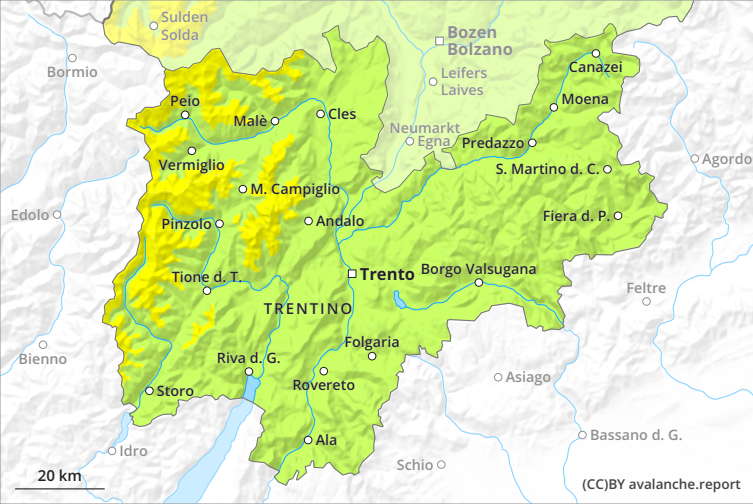 Sulden
Solda
Bozen
Bolzano
Bormio
Canazei
Leifers
Laives
Peio
Moena
Malè
Cles
Neumarkt
Egna
Predazzo
Vermiglio
Agordo
S. Martino d. C.
M. Campiglio
Edolo
Pinzolo
Andalo
Fiera d. P.
Trento
Borgo Valsugana
Tione d. T.
Feltre
TRENTINO
Folgaria
Bienno
Riva d. G.
Rovereto
Asiago
Storo
Ala
Bassano d. G.
Idro
Schio
20 km
(CC)BY avalanche.report